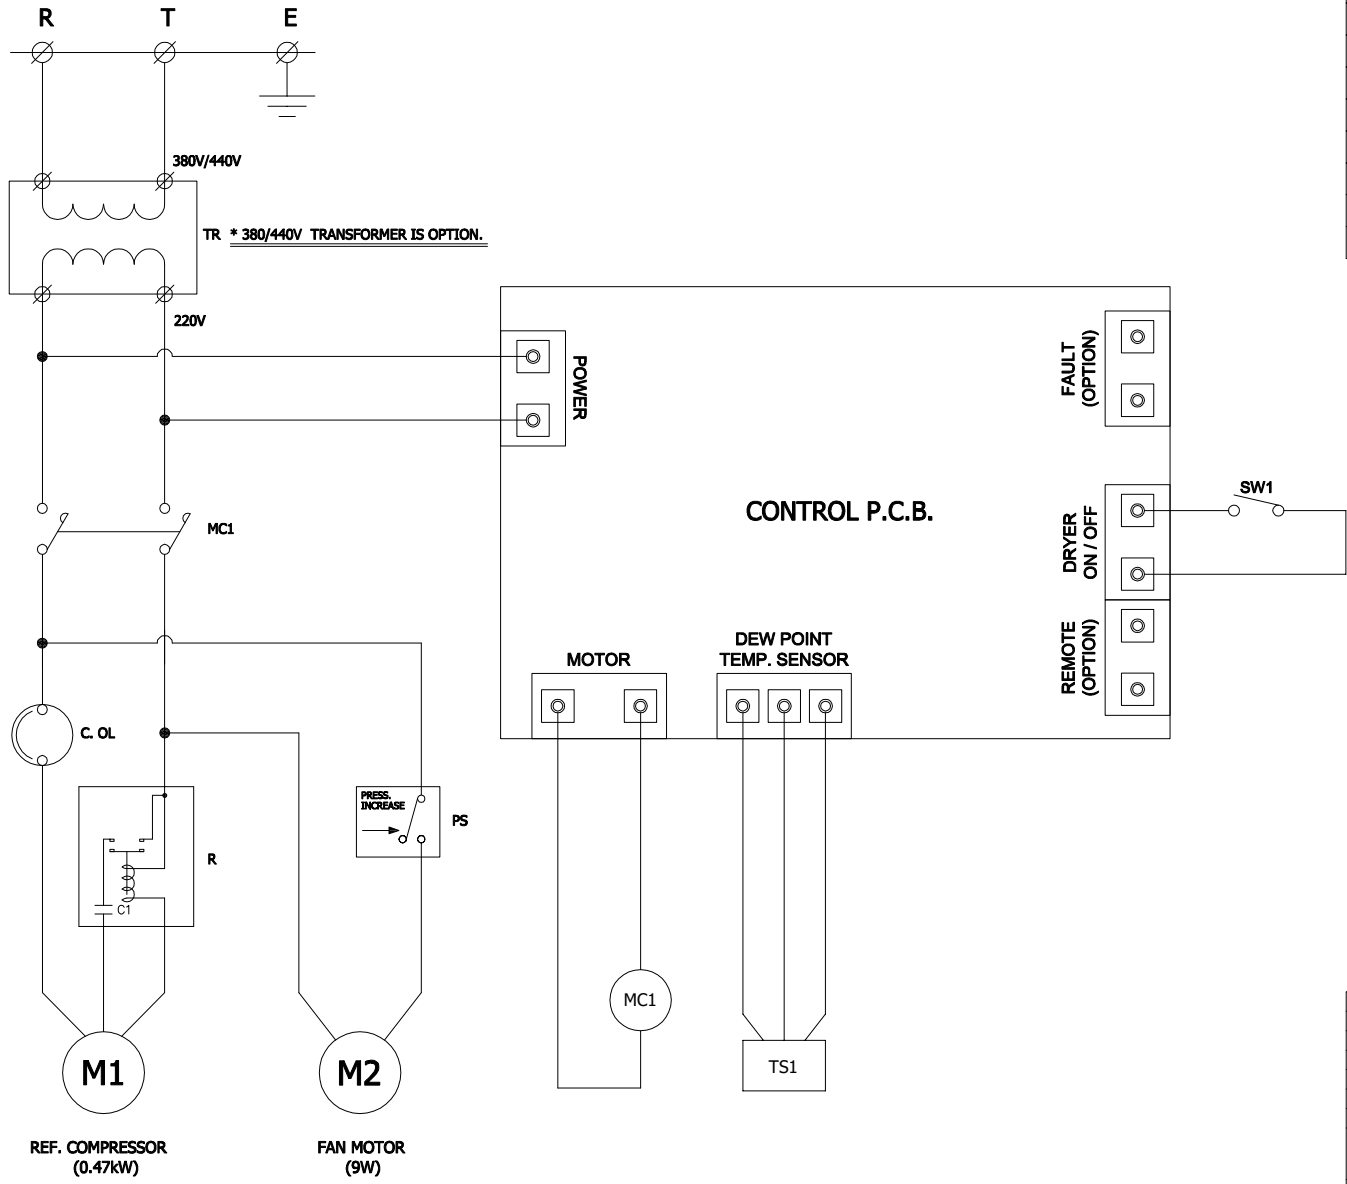 R T E
380V/440V
TR * 380/440V TRANSFORMER IS OPTION.
220V
POWER
FAULT
(OPTION)
CONTROL P.C.B.
SW1
DRYER
ON / OFF
MC1
REMOTE
(OPTION)
MOTOR
DEW POINT
TEMP. SENSOR
C. OL
PRESS.
INCREASE
PS
R
C1
MC1
TS1
M1
M2
REF. COMPRESSOR
(0.47kW)
FAN MOTOR
(9W)